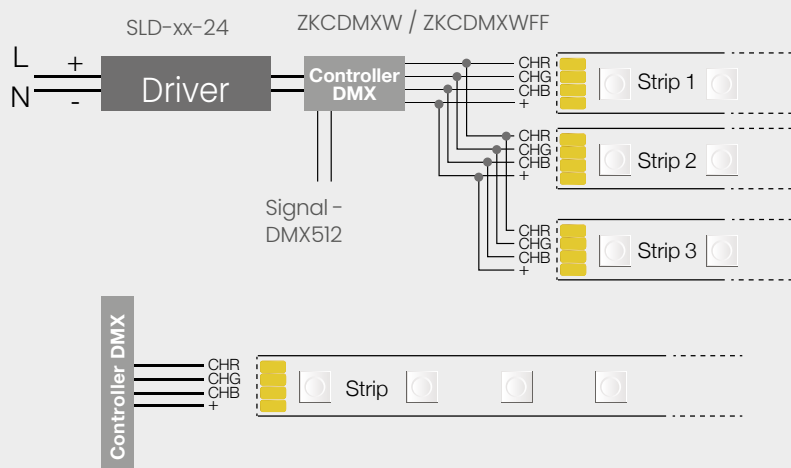 SLD-xx-24
ZKCDMXW / ZKCDMXWFF
L
+
N
-
Driver
Controller
DMX
CHR
CHG
CHB
+
Strip 1
CHR
CHG
CHB
+
Strip 2
Signal -
DMX512
CHR
CHG
CHB
+
Strip 3
Controller DMX
CHR
CHG
CHB
+
Strip